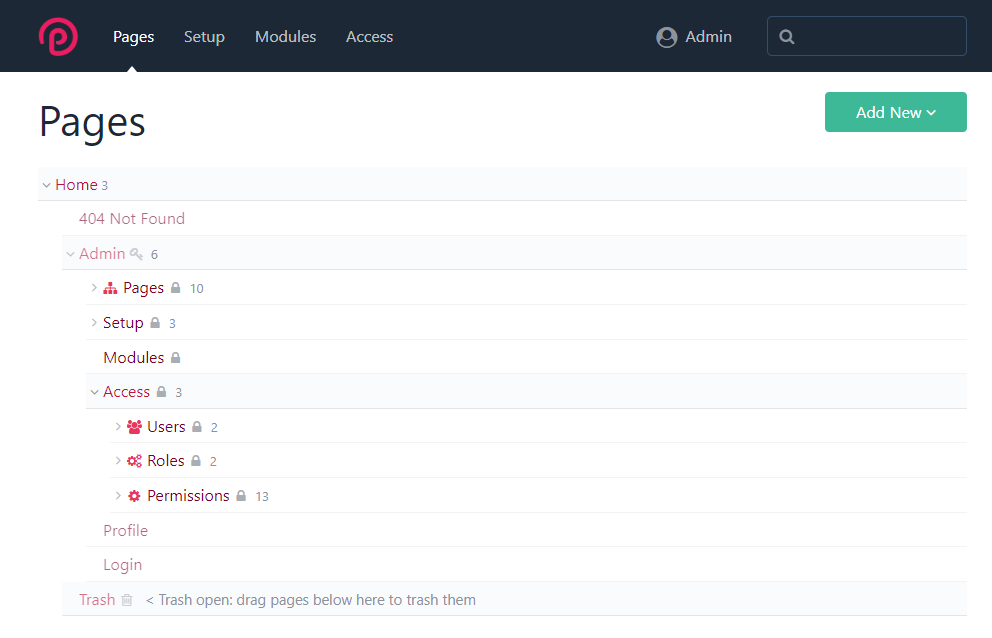 Pages Setup Modules Access Admin
Pages
Add New
Home 3
404 Not Found
Admin 6
Pages 10
Setup 3
Modules
Access 3
Users 2
Roles 2
Permissions 13
Profile
Login
Trash < Trash open: drag pages below here to trash them